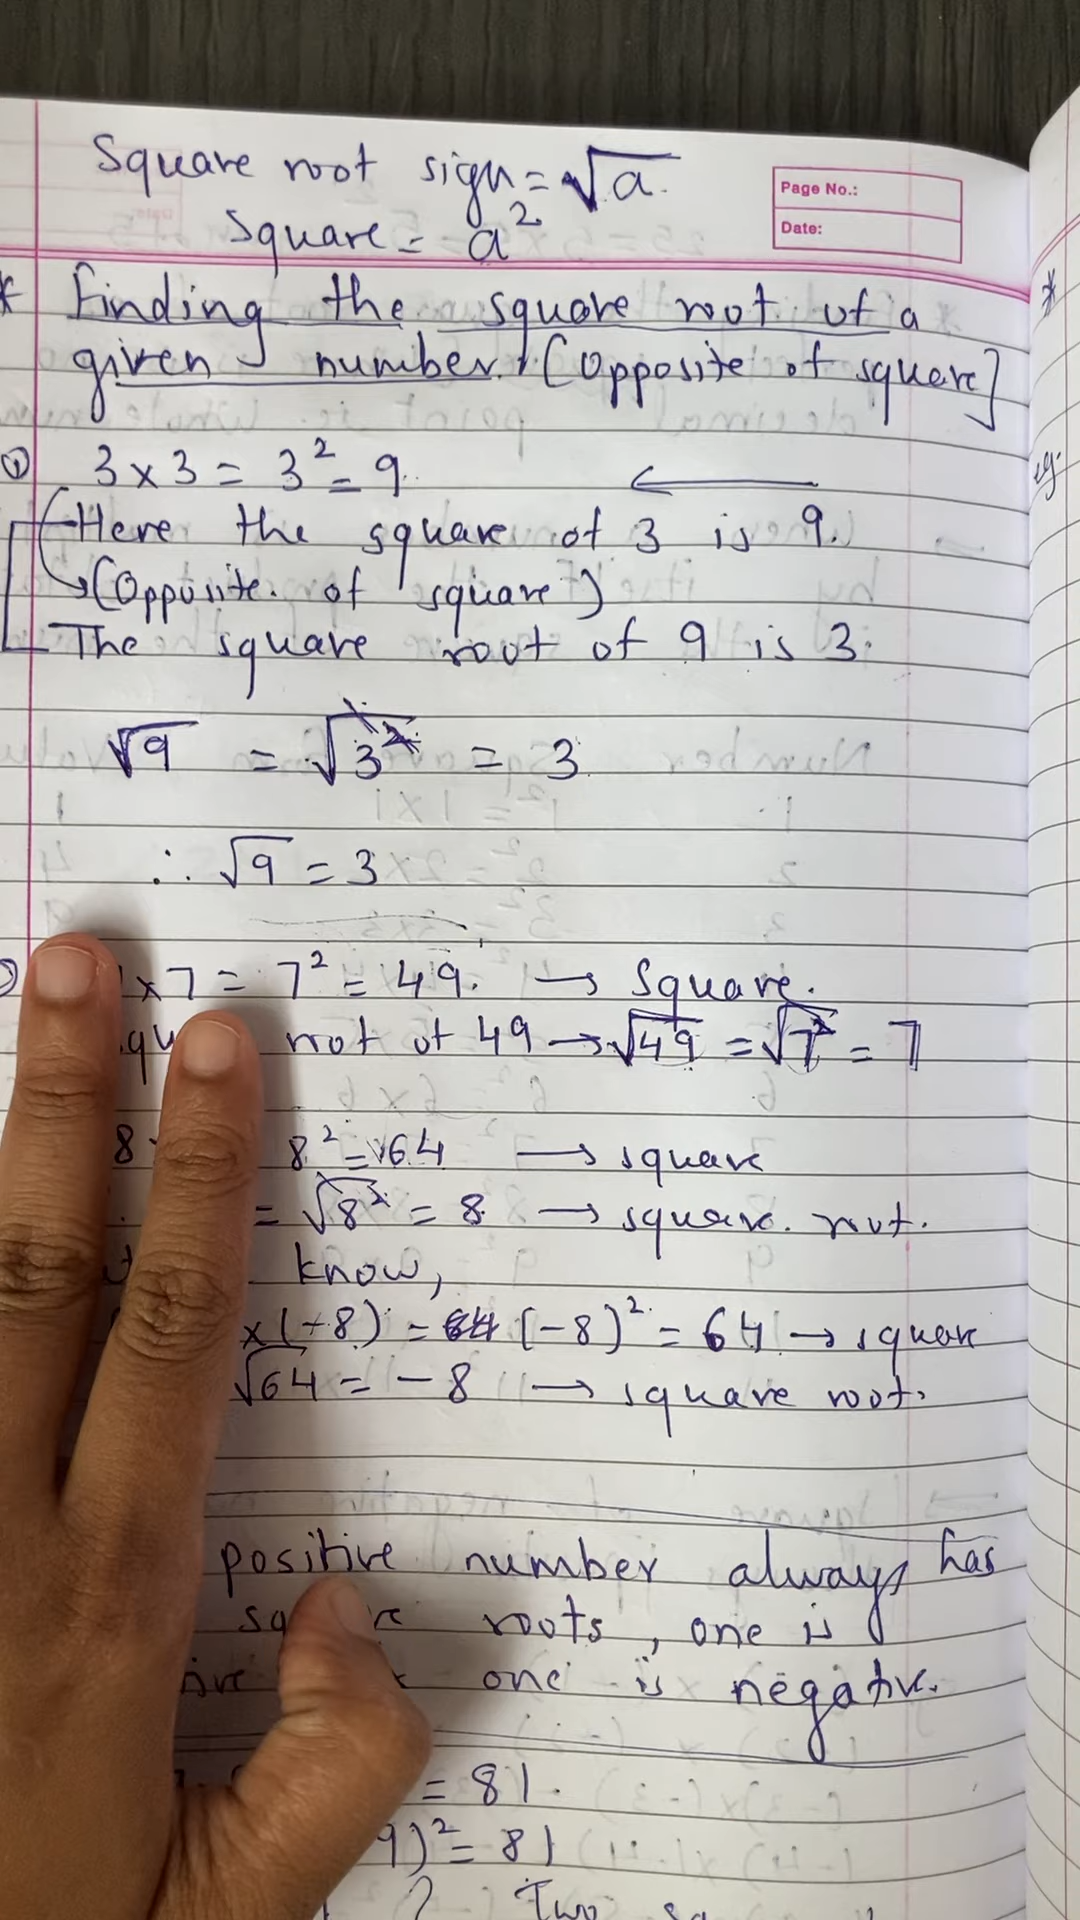 Square root sign = √a.
Page No.:
Square = a²
Date:
* Finding the square root of a
given number. (Opposite of square]
① 3 x 3 = 3² = 9.
Here the square of 3 is 9.
(Opposite. of square)
The square root of 9 is 3.
√9 = √3² = 3
∴ √9 = 3
x 7 = 7² = 49. → Square.
root of 49 → √49 = √7² = 7
8 8² = 64 → square
= √8² = 8 → square. root.
know,
x (-8) = (-8)² = 64 → square
√64 = -8 → square root.
positive number always has
roots, one is
one is negative.
= 81.
9)² = 81
? Two
*
eg.